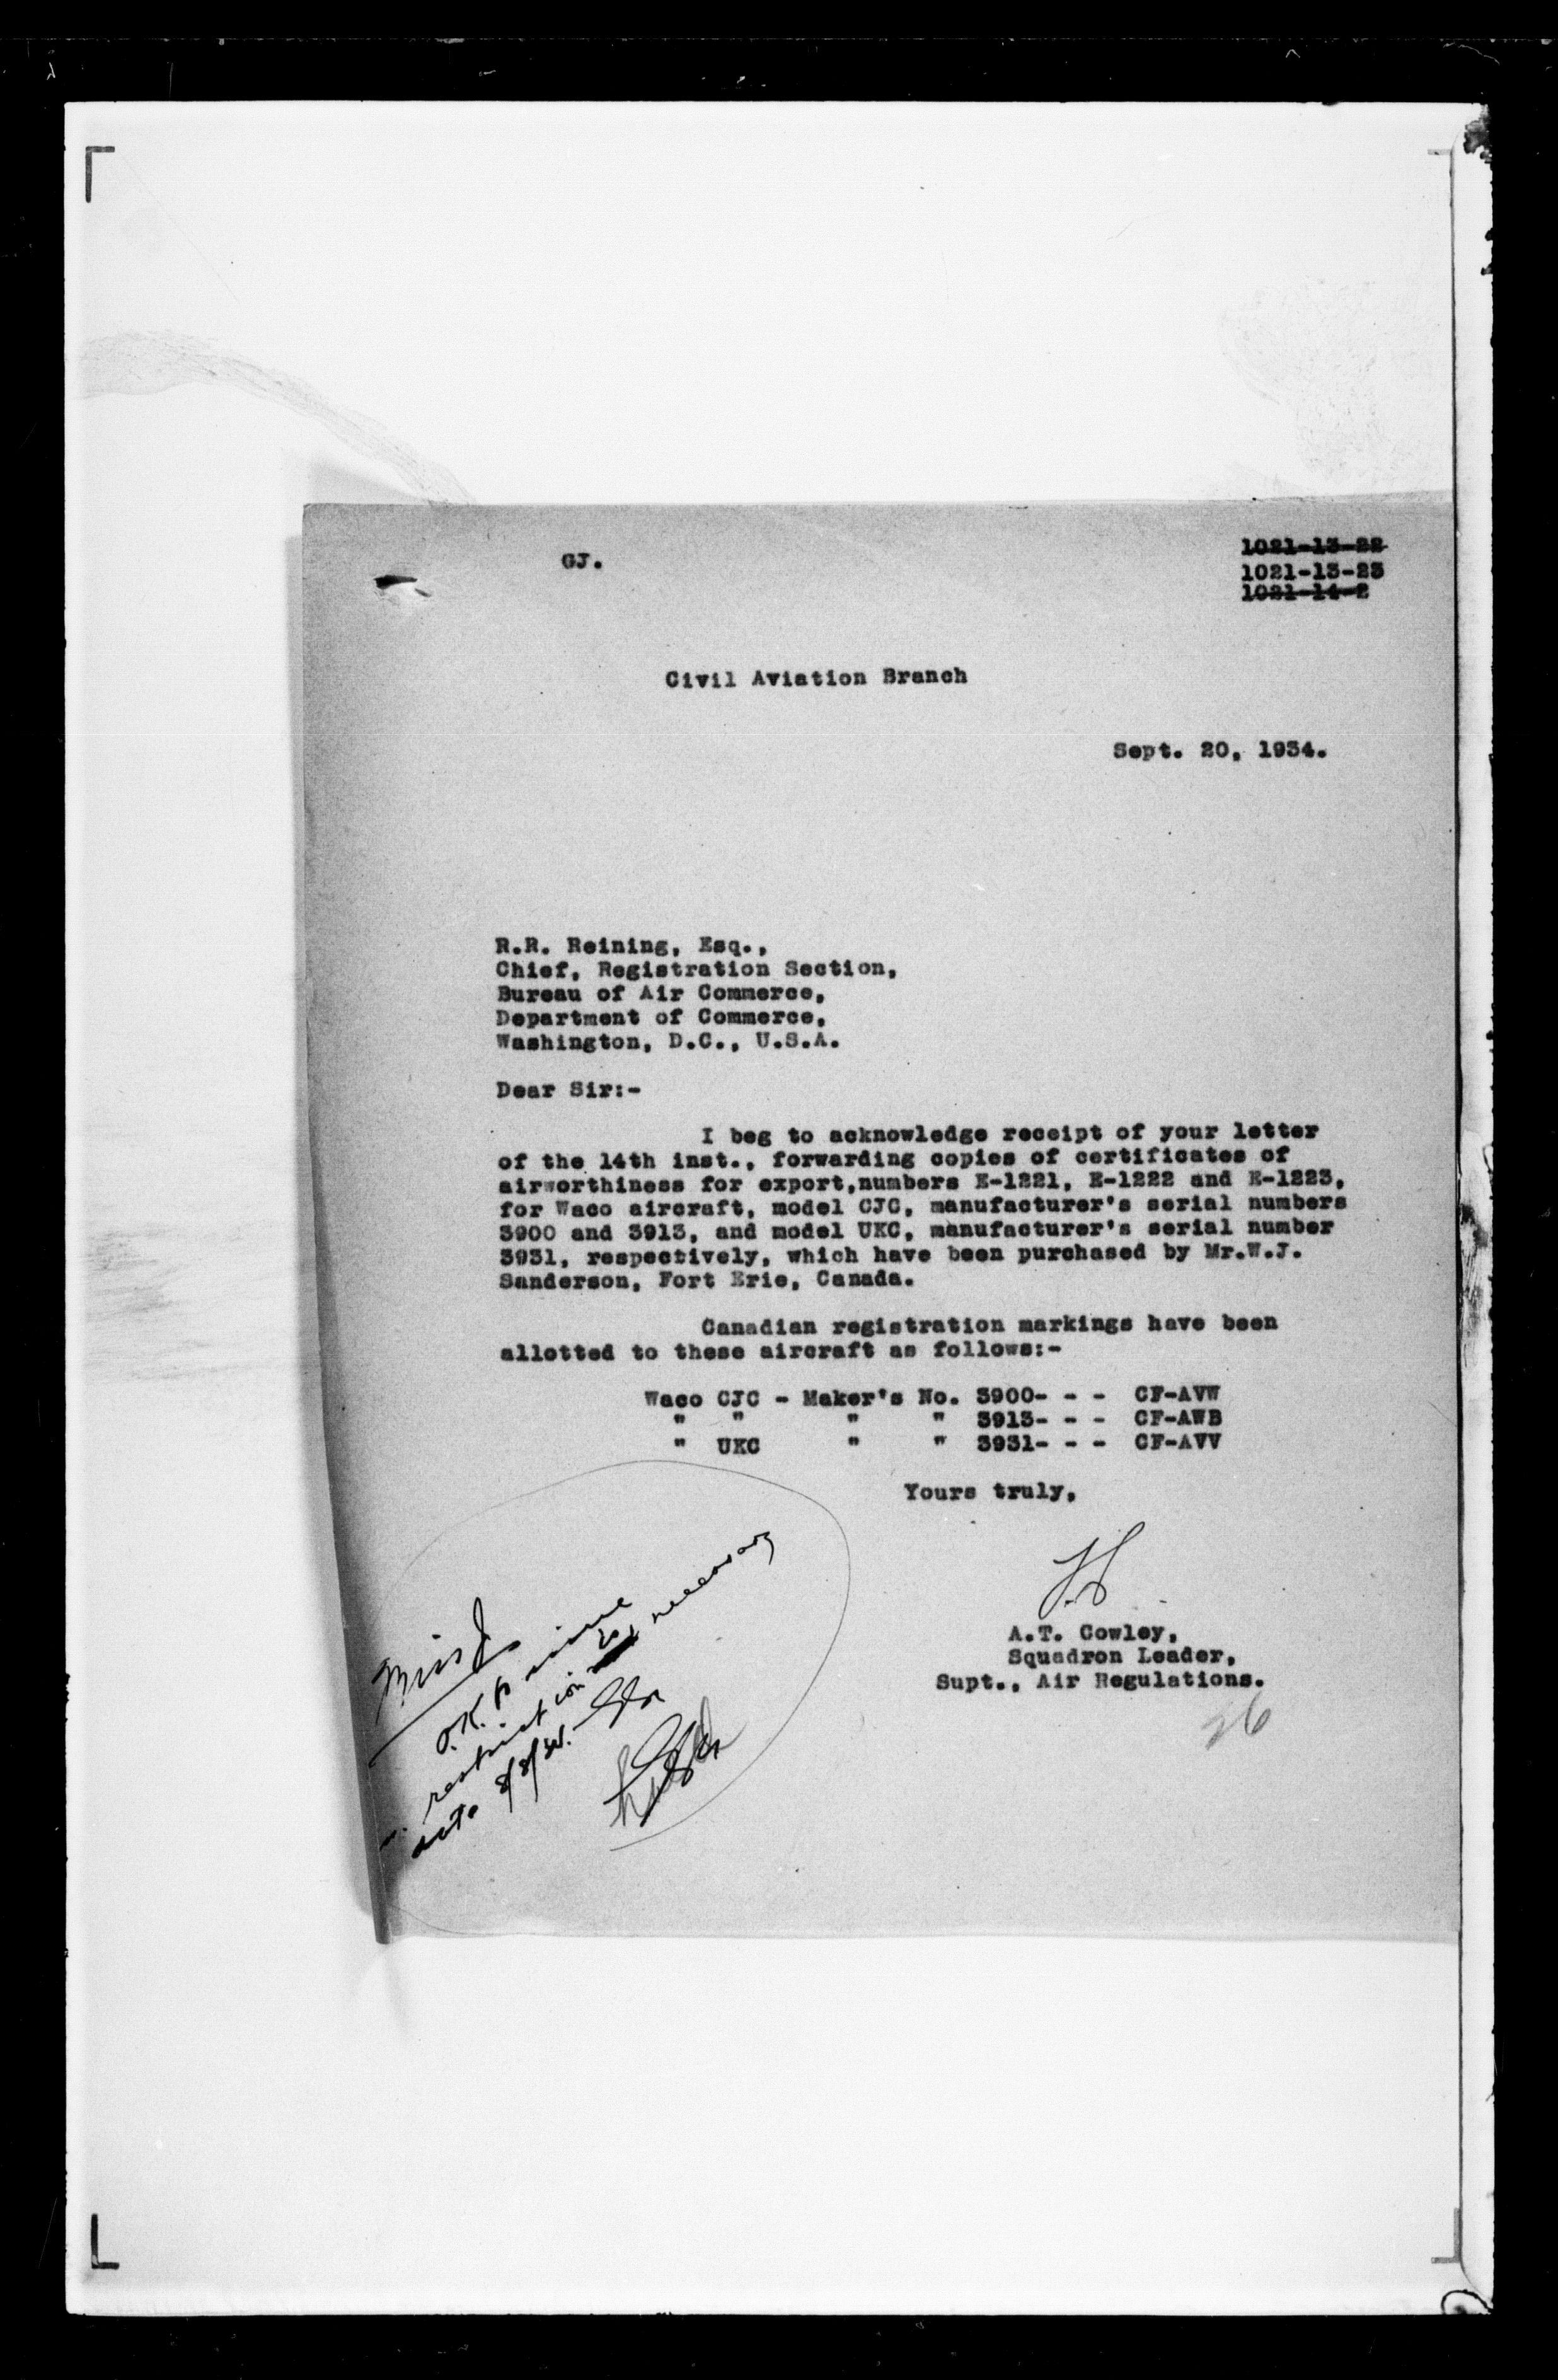 GJ.
1021-13-22
1021-13-23
1021-14-2
Civil Aviation Branch
Sept. 20, 1934.
R.R. Reining, Esq.,
Chief, Registration Section,
Bureau of Air Commerce,
Department of Commerce,
Washington, D.C., U.S.A.
Dear Sir:-
I beg to acknowledge receipt of your letter
of the 14th inst., forwarding copies of certificates of
airworthiness for export,numbers E-1221, E-1222 and E-1223,
for Waco aircraft, model CJC, manufacturer's serial numbers
3900 and 3913, and model UKC, manufacturer's serial number
3931, respectively, which have been purchased by Mr.W.J.
Sanderson, Fort Erie, Canada.
Canadian registration markings have been
allotted to these aircraft as follows:-
Waco CJC - Maker's No. 3900- - - CF-AVW
" " " " 3913- - - CF-AWB
" UKC " " 3931- - - CF-AVV
Yours truly,
A.T. Cowley,
Squadron Leader,
Supt., Air Regulations.
26
Miss J
O.K. to issue
restriction necessary